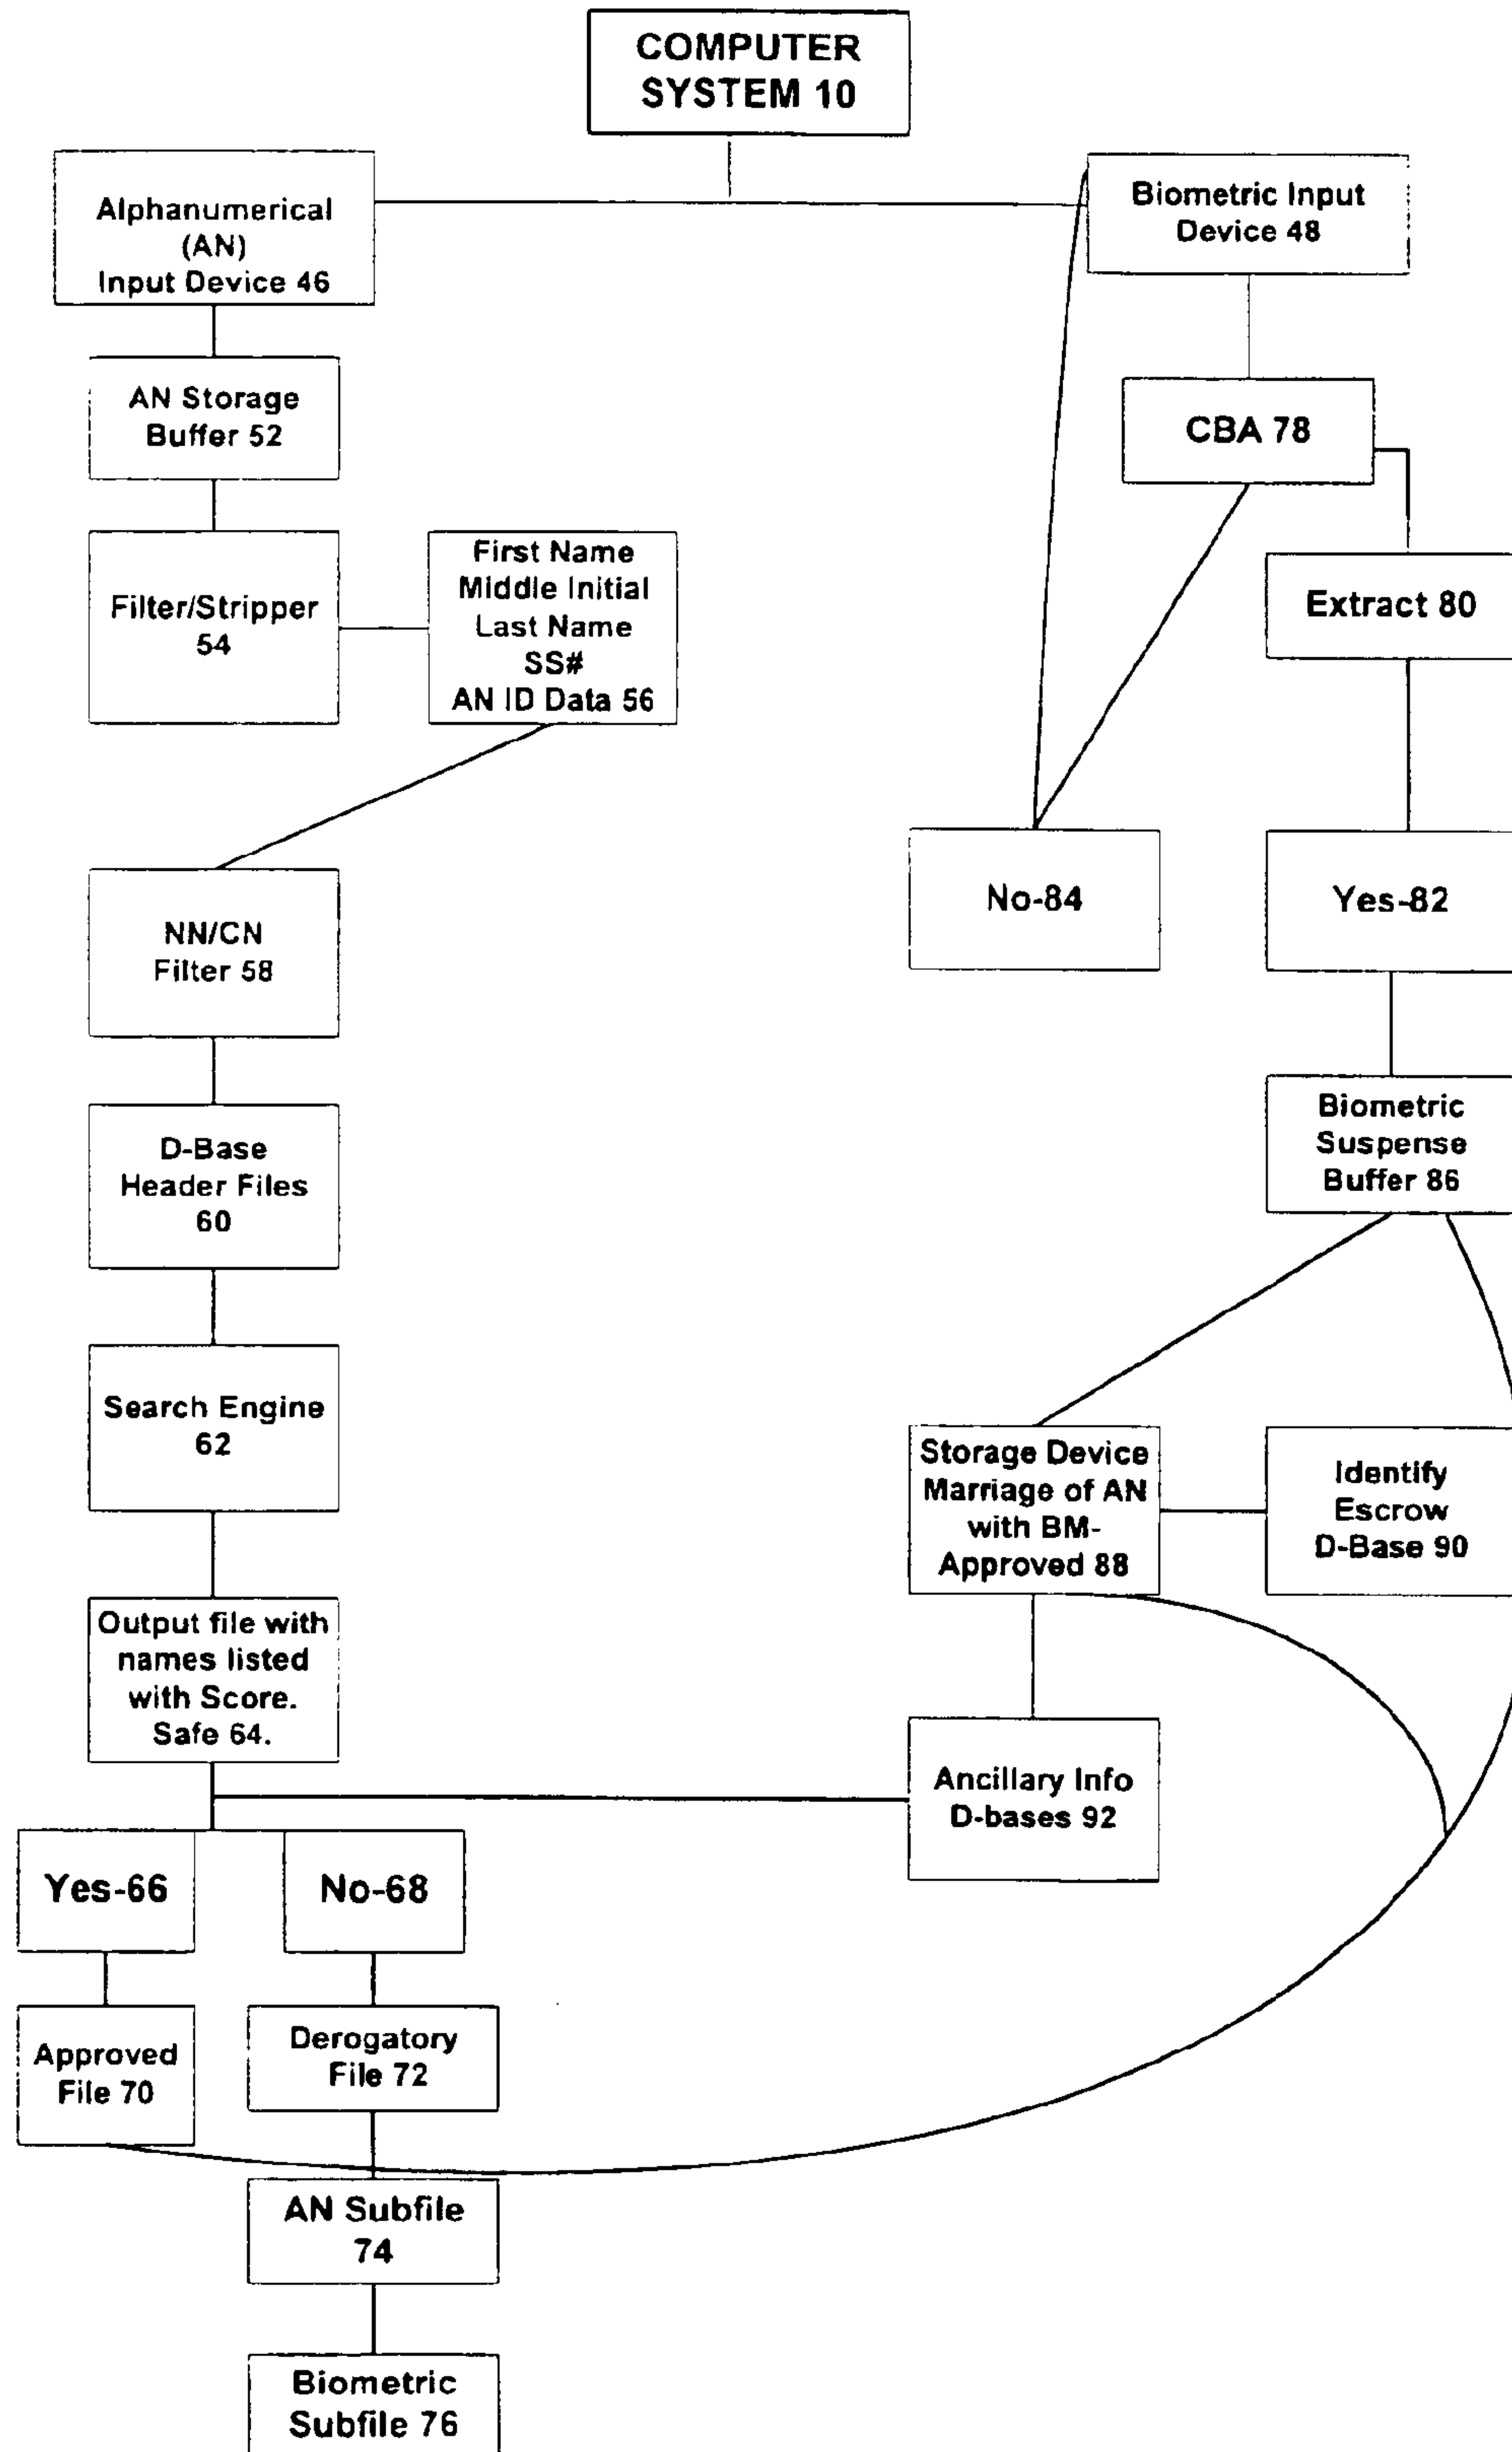 COMPUTER
SYSTEM 10
Alphanumerical
(AN)
Input Device 46
Biometric Input
Device 48
AN Storage
Buffer 52
CBA 78
Filter/Stripper
54
First Name
Middle Initial
Last Name
SS#
AN ID Data 56
Extract 80
NN/CN
Filter 58
No-84
Yes-82
D-Base
Header Files
60
Biometric
Suspense
Buffer 86
Search Engine
62
Storage Device
Marriage of AN
with BM-
Approved 88
Identify
Escrow
D-Base 90
Output file with
names listed
with Score.
Safe 64.
Ancillary Info
D-bases 92
Yes-66
No-68
Approved
File 70
Derogatory
File 72
AN Subfile
74
Biometric
Subfile 76